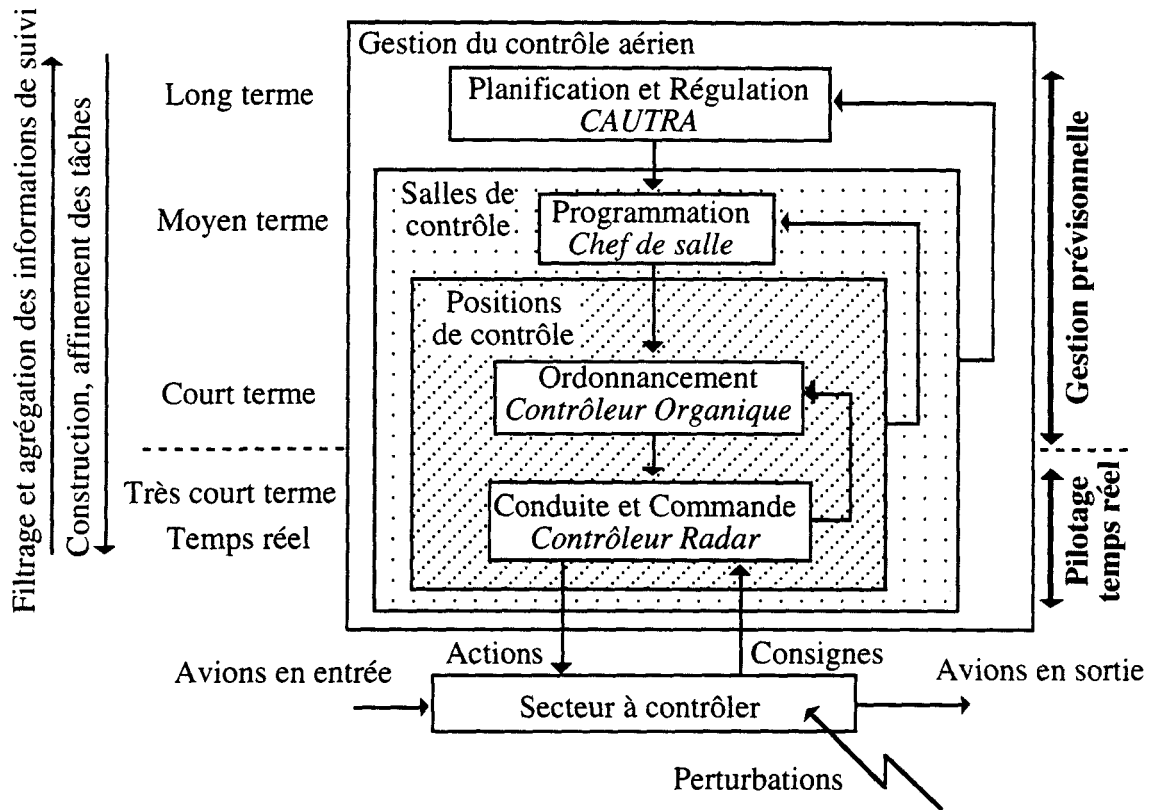 Filtrage et agrégation des informations de suivi
Construction, affinement des tâches
Gestion du contrôle aérien
Long terme
Planification et Régulation
CAUTRA
Salles de
contrôle
Moyen terme
Programmation
Chef de salle
Positions
de contrôle
Court terme
Ordonnancement
Contrôleur Organique
Très court terme
Temps réel
Conduite et Commande
Contrôleur Radar
Gestion prévisonnelle
Pilotage
temps réel
Actions
Consignes
Avions en entrée
Avions en sortie
Secteur à contrôler
Perturbations